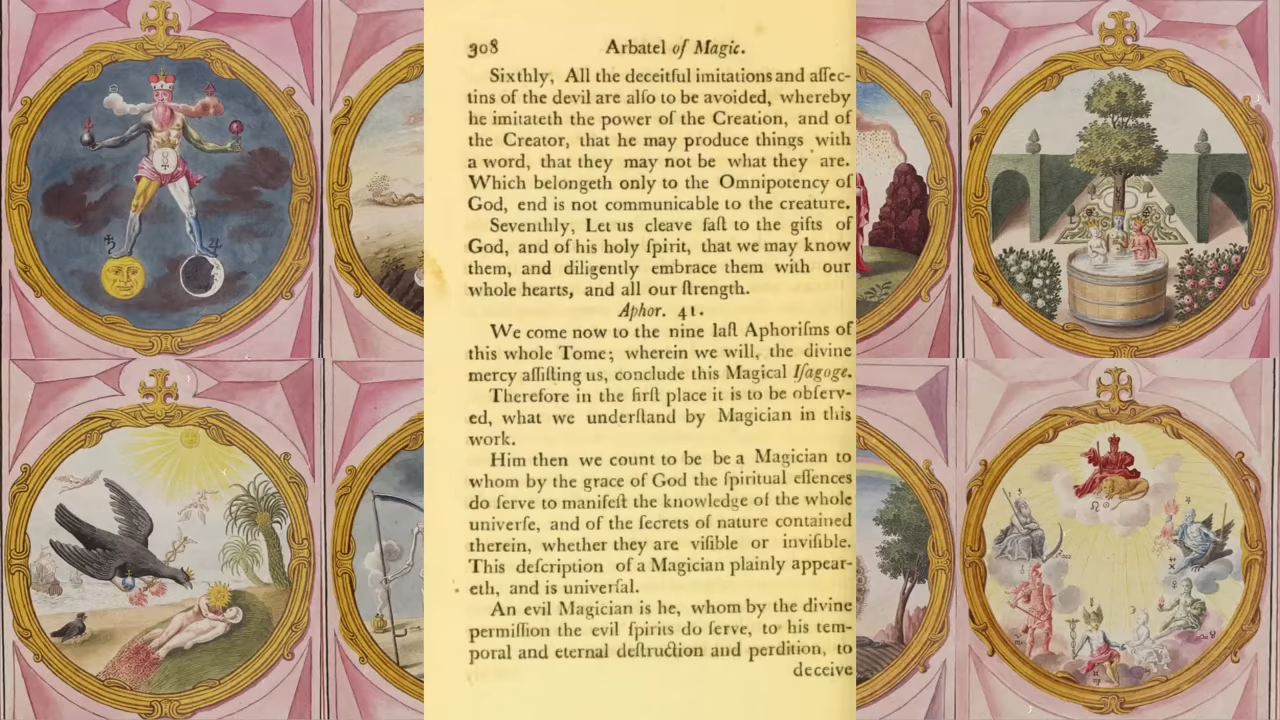 308 Arbatel of Magic.
Sixthly, All the deceitful imitations and affec-
tins of the devil are alſo to be avoided, whereby
he imitateth the power of the Creation, and of
the Creator, that he may produce things with
a word, that they may not be what they are.
Which belongeth only to the Omnipotency of
God, end is not communicable to the creature.
Seventhly, Let us cleave faſt to the gifts of
God, and of his holy ſpirit, that we may know
them, and diligently embrace them with our
whole hearts, and all our ſtrength.
Aphor. 41.
We come now to the nine laſt Aphoriſms of
this whole Tome; wherein we will, the divine
mercy aſſiſting us, conclude this Magical Iſagoge.
Therefore in the firſt place it is to be obſerv-
ed, what we underſtand by Magician in this
work.
Him then we count to be be a Magician to
whom by the grace of God the ſpiritual eſſences
do ſerve to manifeſt the knowledge of the whole
univerſe, and of the ſecrets of nature contained
therein, whether they are viſible or inviſible.
This deſcription of a Magician plainly appear-
eth, and is univerſal.
An evil Magician is he, whom by the divine
permiſſion the evil ſpirits do ſerve, to his tem-
poral and eternal deſtruction and perdition, to
deceive